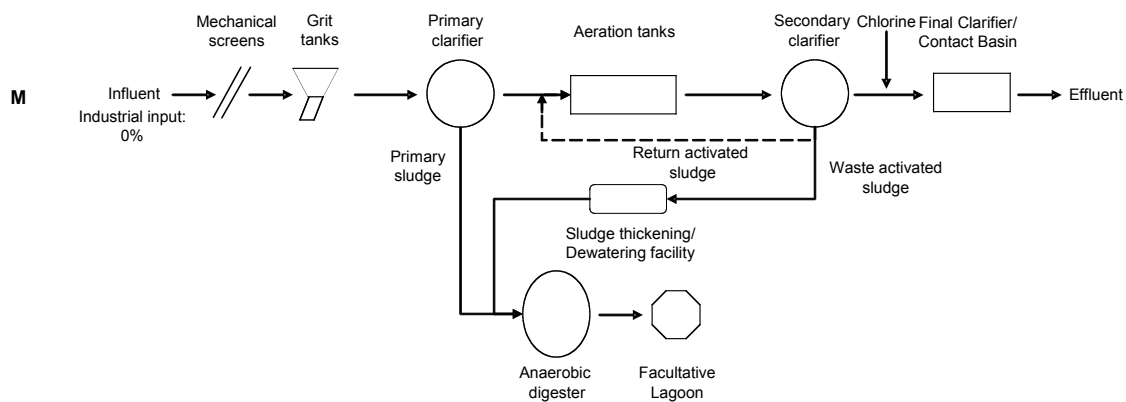 Mechanical
screens
Grit
tanks
Primary
clarifier
Aeration tanks
Secondary
clarifier
Chlorine
Final Clarifier/
Contact Basin
M
Influent
Industrial input:
0%
Effluent
Primary
sludge
Return activated
sludge
Waste activated
sludge
Sludge thickening/
Dewatering facility
Anaerobic
digester
Facultative
Lagoon